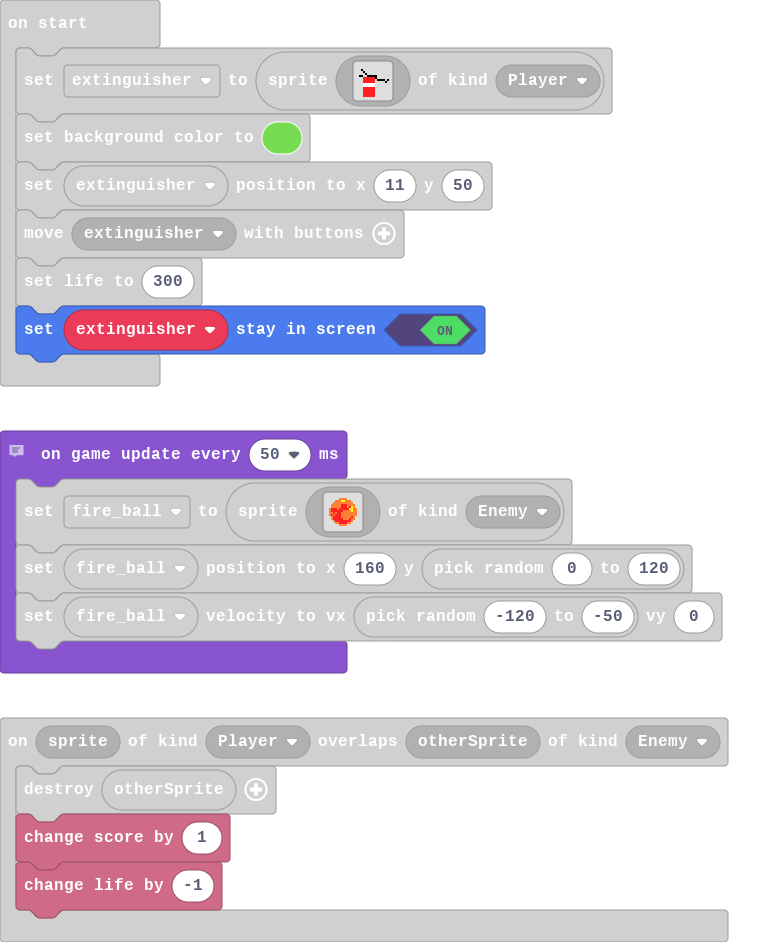 on start
set extinguisher to sprite of kind Player
set background color to
set extinguisher position to x 11 y 50
move extinguisher with buttons
set life to 300
set extinguisher stay in screen ON
on game update every 50 ms
set fire_ball to sprite of kind Enemy
set fire_ball position to x 160 y pick random 0 to 120
set fire_ball velocity to vx pick random -120 to -50 vy 0
on sprite of kind Player overlaps otherSprite of kind Enemy
destroy otherSprite
change score by 1
change life by -1